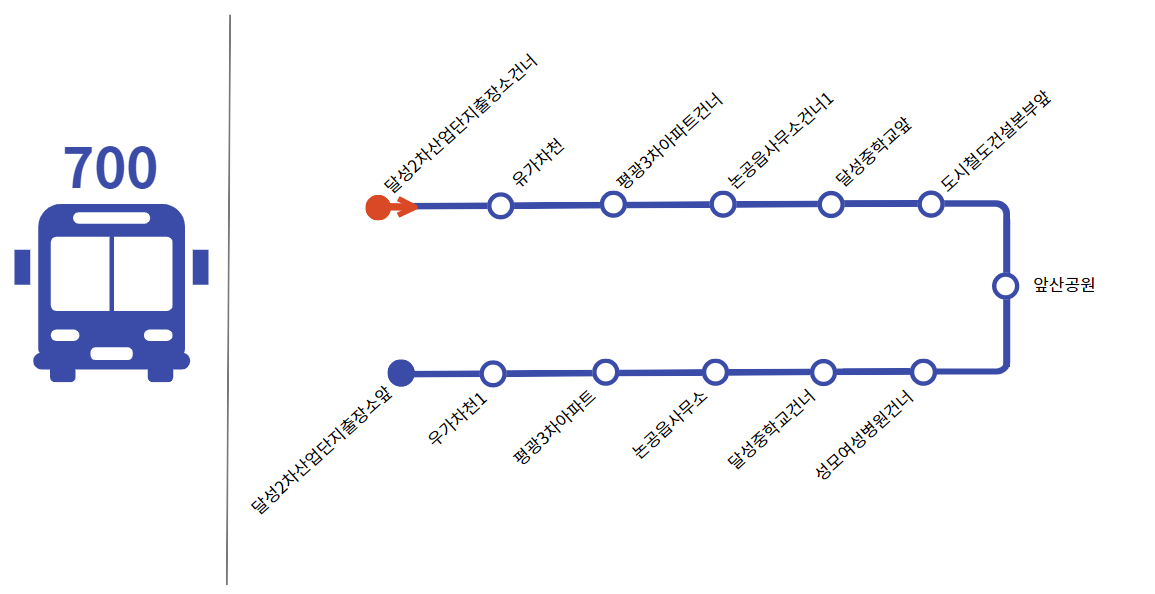 700
달성2차산업단지출장소건너
유가차천
평광3차아파트건너
논공읍사무소건너1
달성중학교앞
도시철도건설본부앞
앞산공원
성모여성병원건너
달성중학교건너
논공읍사무소
평광3차아파트
우가차천1
달성2차산업단지출장소앞